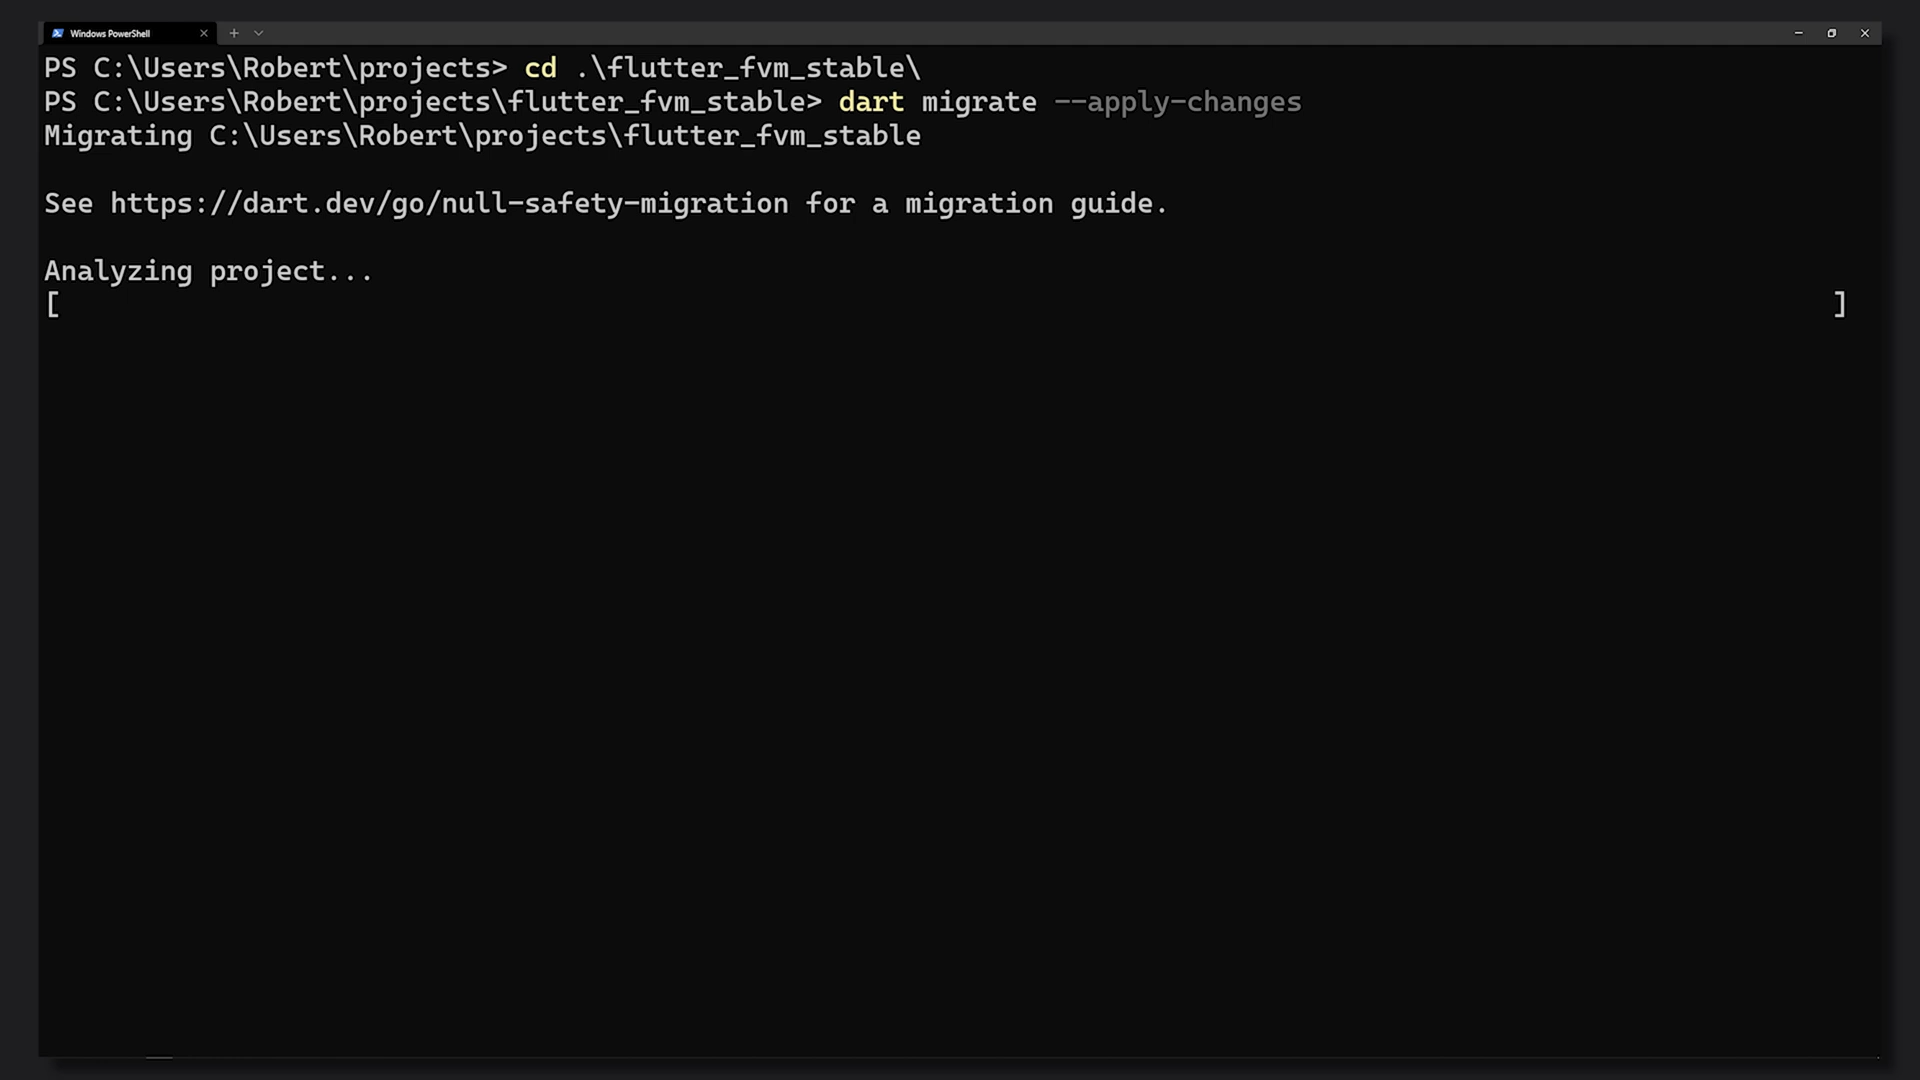 Windows PowerShell
PS C:\Users\Robert\projects> cd .\flutter_fvm_stable\
PS C:\Users\Robert\projects\flutter_fvm_stable> dart migrate --apply-changes
Migrating C:\Users\Robert\projects\flutter_fvm_stable
See https://dart.dev/go/null-safety-migration for a migration guide.
Analyzing project...
[ ]